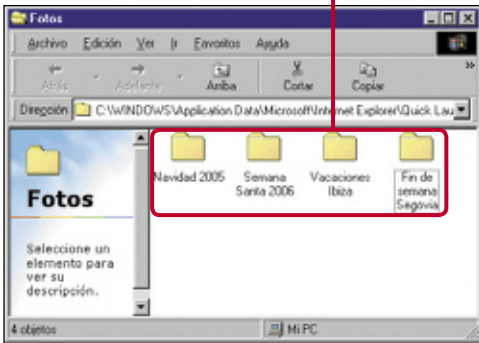 Fotos
Archivo Edición Ver Ir Favoritos Ayuda
Atrás Adelante Arriba Cortar Copiar »
Dirección C:\WINDOWS\Application Data\Microsoft\Internet Explorer\Quick Lau
Fotos
Seleccione un
elemento para
ver su
descripción.
Navidad 2005
Semana
Santa 2006
Vacaciones
Ibiza
Fin de
semana
Segovia
4 objetos Mi PC